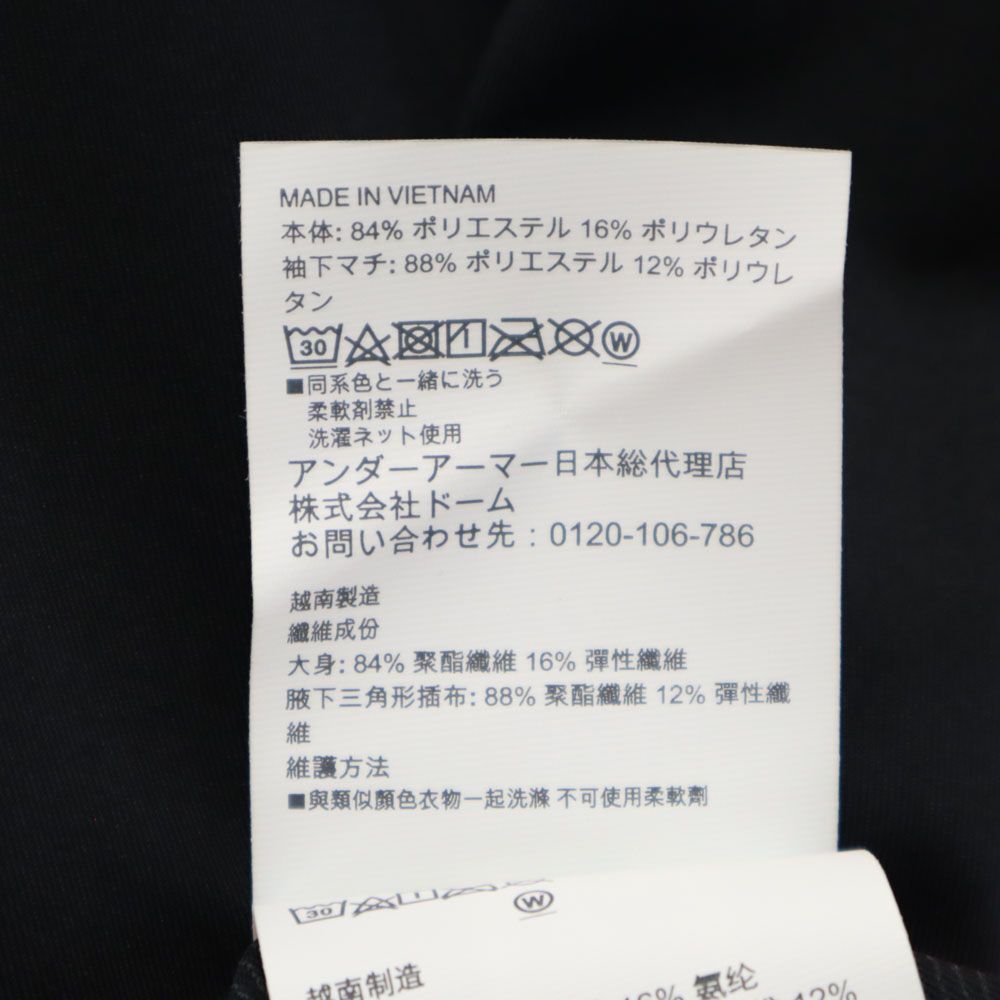 MADE IN VIETNAM
本体: 84% ポリエステル 16% ポリウレタン
袖下マチ: 88% ポリエステル 12% ポリウレ
タン
30 W
■同系色と一緒に洗う
柔軟剤禁止
洗濯ネット使用
アンダーアーマー日本総代理店
株式会社ドーム
お問い合わせ先：0120-106-786
越南製造
纖維成份
大身: 84% 聚酯纖維 16% 彈性纖維
腋下三角形插布: 88% 聚酯纖維 12% 彈性纖
維
維護方法
■與類似顏色衣物一起洗滌 不可使用柔軟劑
30 W
越南制造
16% 氨纶
12%